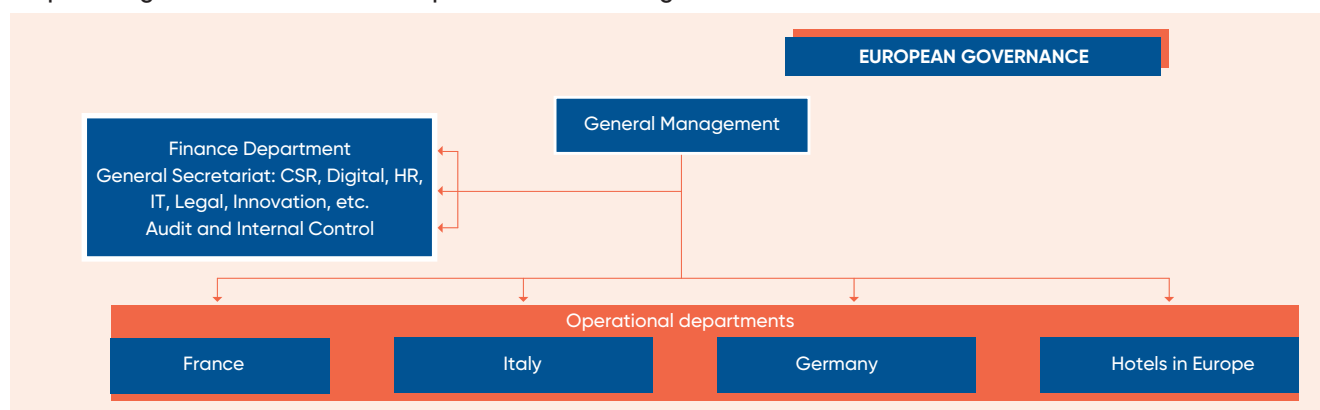 EUROPEAN GOVERNANCE
General Management
Finance Department
General Secretariat: CSR, Digital, HR,
IT, Legal, Innovation, etc.
Audit and Internal Control
Operational departments
France
Italy
Germany
Hotels in Europe